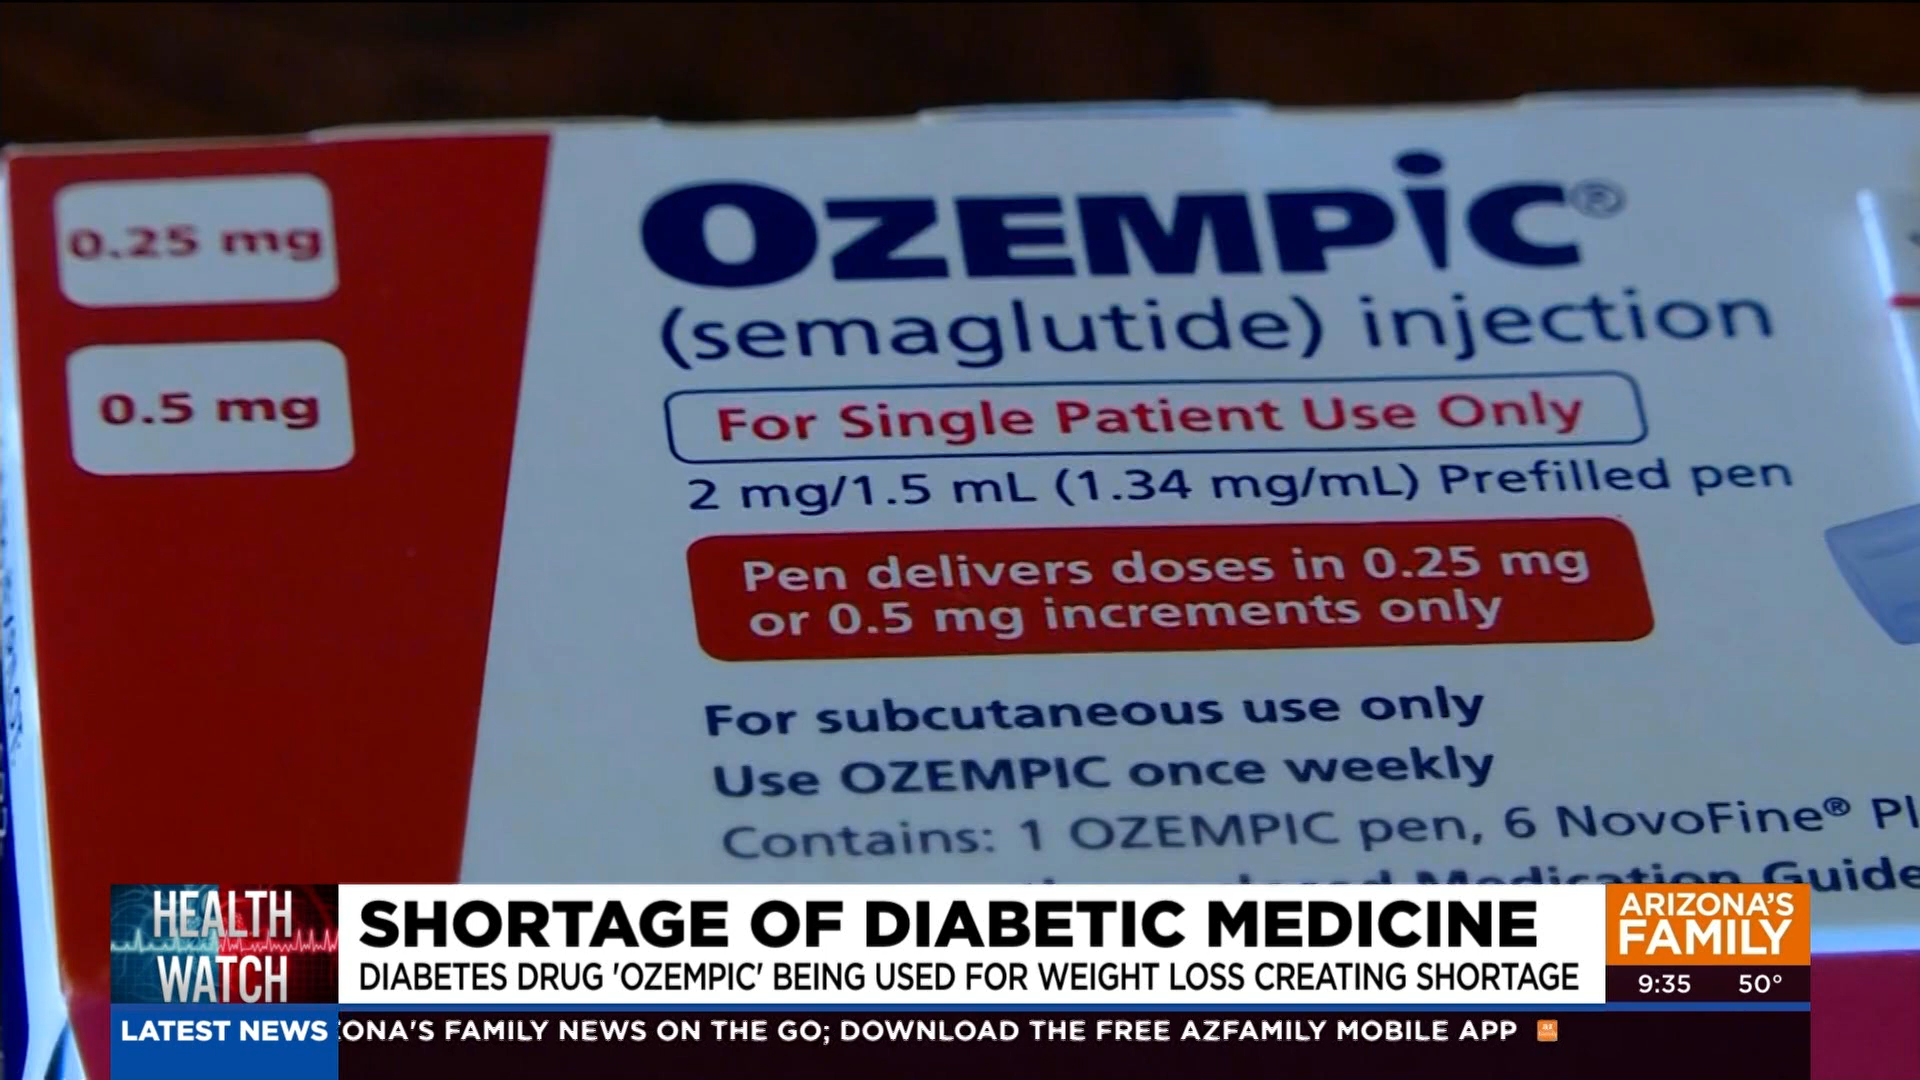 0.25 mg
0.5 mg
OZEMPIC®
(semaglutide) injection
For Single Patient Use Only
2 mg/1.5 mL (1.34 mg/mL) Prefilled pen
Pen delivers doses in 0.25 mg
or 0.5 mg increments only
For subcutaneous use only
Use OZEMPIC once weekly
Contains: 1 OZEMPIC pen, 6 NovoFine® Pl
Medication Guide
HEALTH
WATCH
SHORTAGE OF DIABETIC MEDICINE
DIABETES DRUG 'OZEMPIC' BEING USED FOR WEIGHT LOSS CREATING SHORTAGE
ARIZONA'S
FAMILY
9:35 50°
LATEST NEWS ZONA'S FAMILY NEWS ON THE GO; DOWNLOAD THE FREE AZFAMILY MOBILE APP